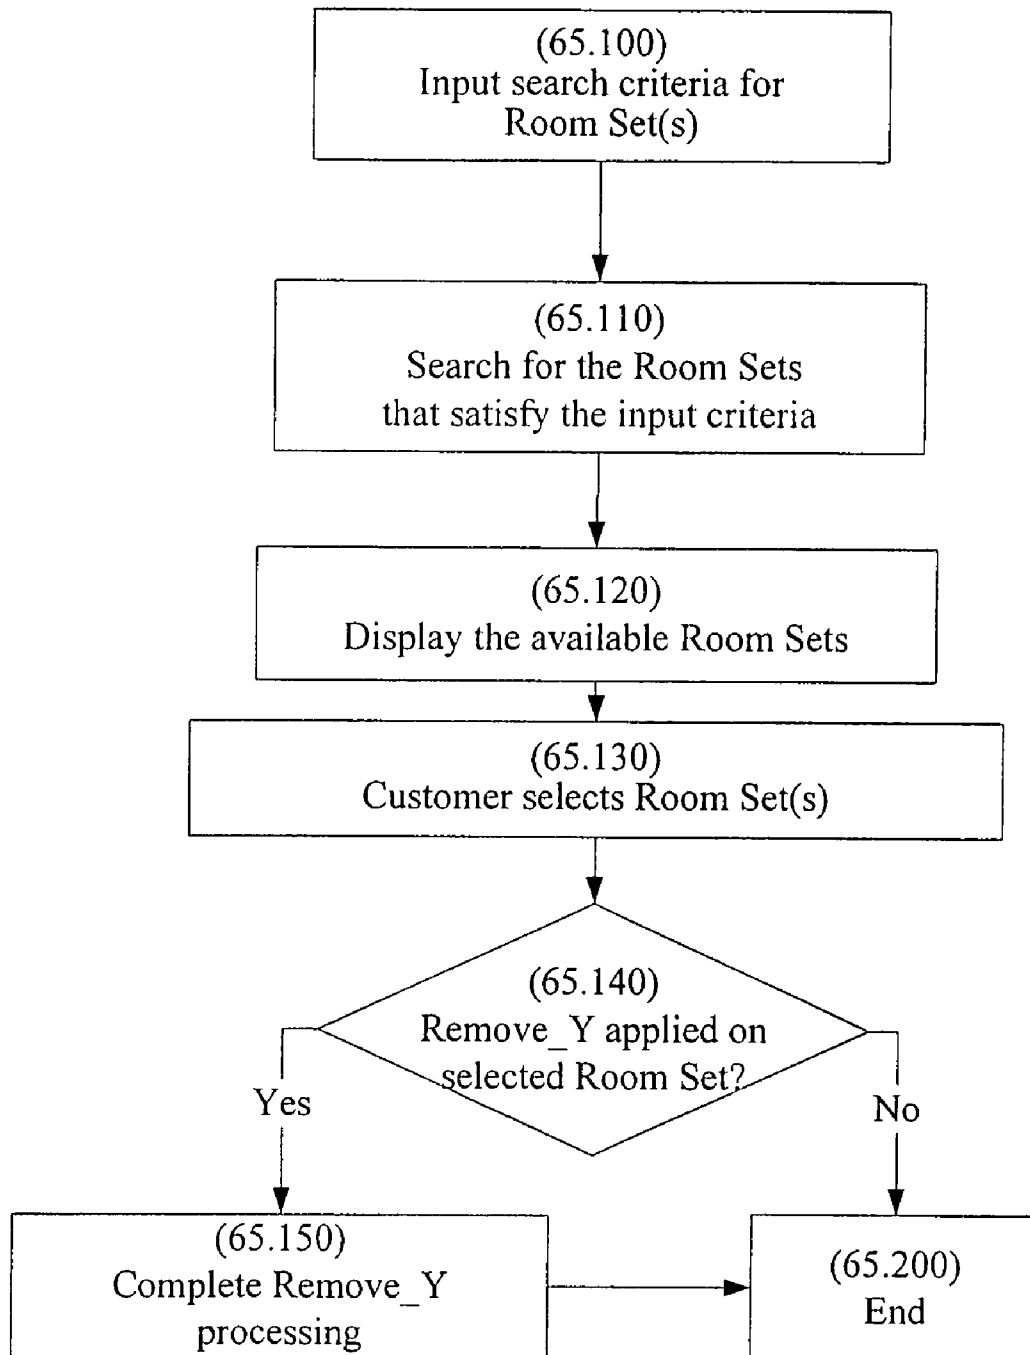 (65.100)
Input search criteria for
Room Set(s)
(65.110)
Search for the Room Sets
that satisfy the input criteria
(65.120)
Display the available Room Sets
(65.130)
Customer selects Room Set(s)
(65.140)
Remove_Y applied on
selected Room Set?
Yes
No
(65.150)
Complete Remove_Y
processing
(65.200)
End